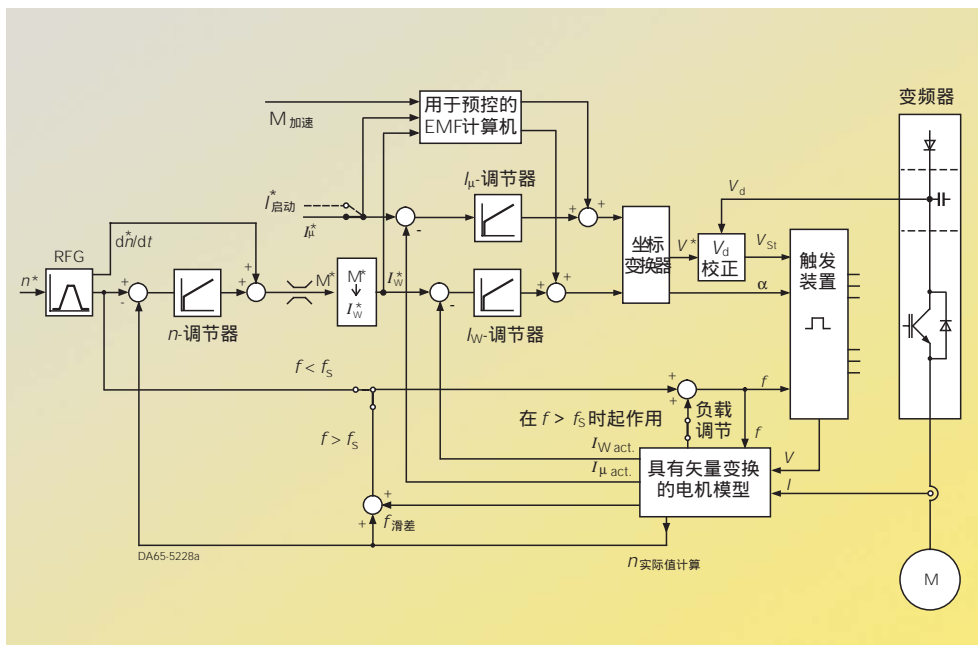 变频器
用于预控的
EMF计算机
M 加速
Iμ-调节器
I*启动
Iμ*
Vd
RFG
dn*/dt
n*
M*
M*
↓
IW*
IW*
n-调节器
IW-调节器
坐标
变换器
V*
Vd
校正
VSt
α
触发
装置
f < fS
f > fS
在 f > fS 时起作用
负载
调节
f
f
IW act.
Iμ act.
具有矢量变换
的电机模型
V
I
f滑差
n实际值计算
DA65-5228a
M
+
-
+
+
-
-
+
+
+
+
+
+
+
+